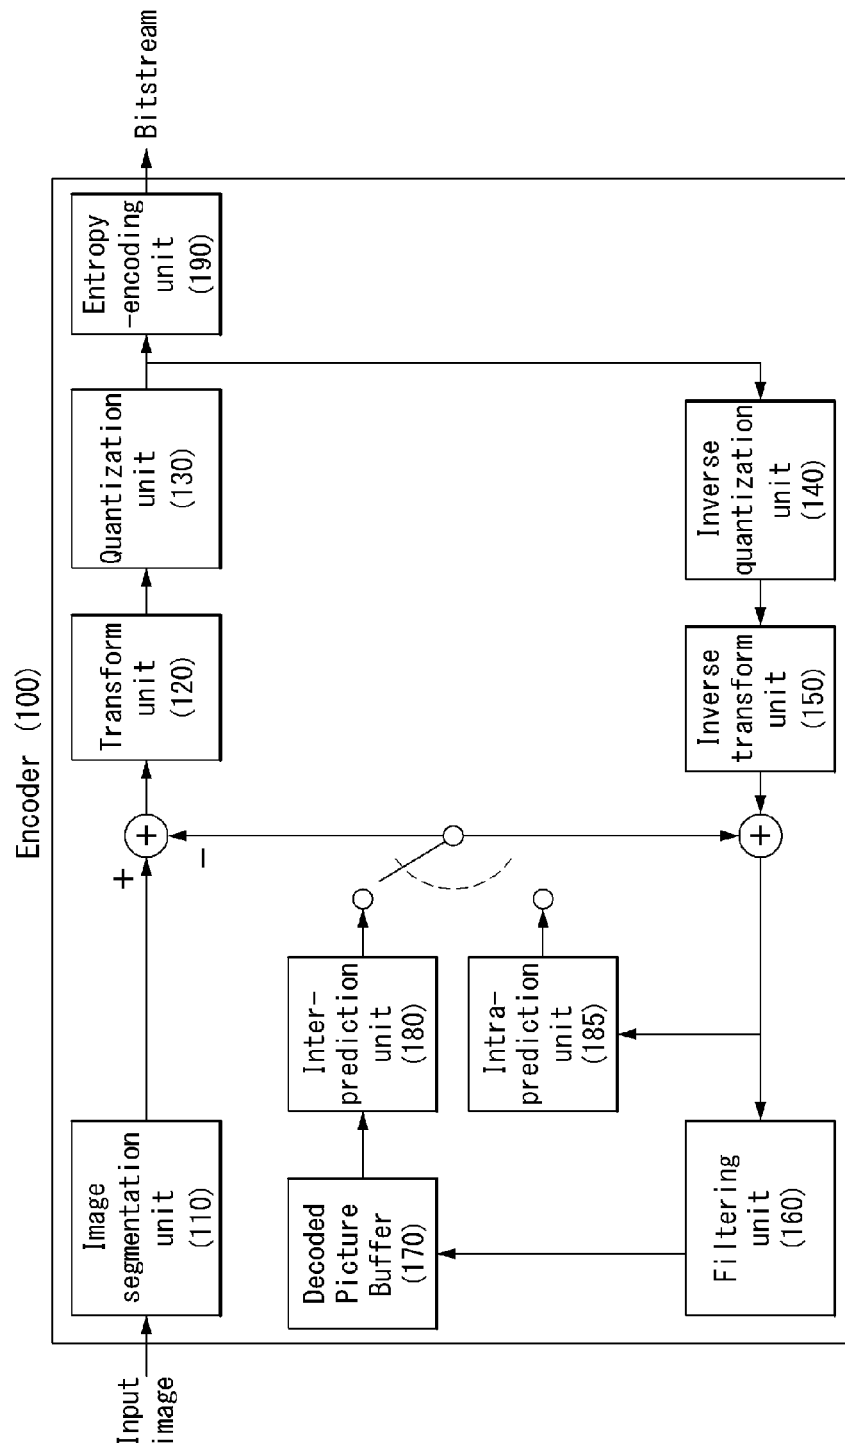 Encoder (100)
Input
image
Image
segmentation
unit
(110)
+
−
+
Transform
unit
(120)
Quantization
unit
(130)
Entropy
-encoding
unit
(190)
Bitstream
Decoded
Picture
Buffer
(170)
Inter-
prediction
unit
(180)
Intra-
prediction
unit
(185)
Filtering
unit
(160)
+
Inverse
transform
unit
(150)
Inverse
quantization
unit
(140)